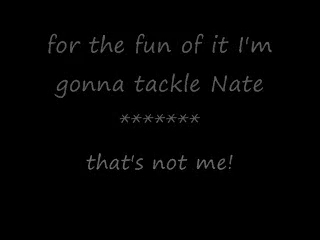 for the fun of it I'm
gonna tackle Nate
*******
that's not me!